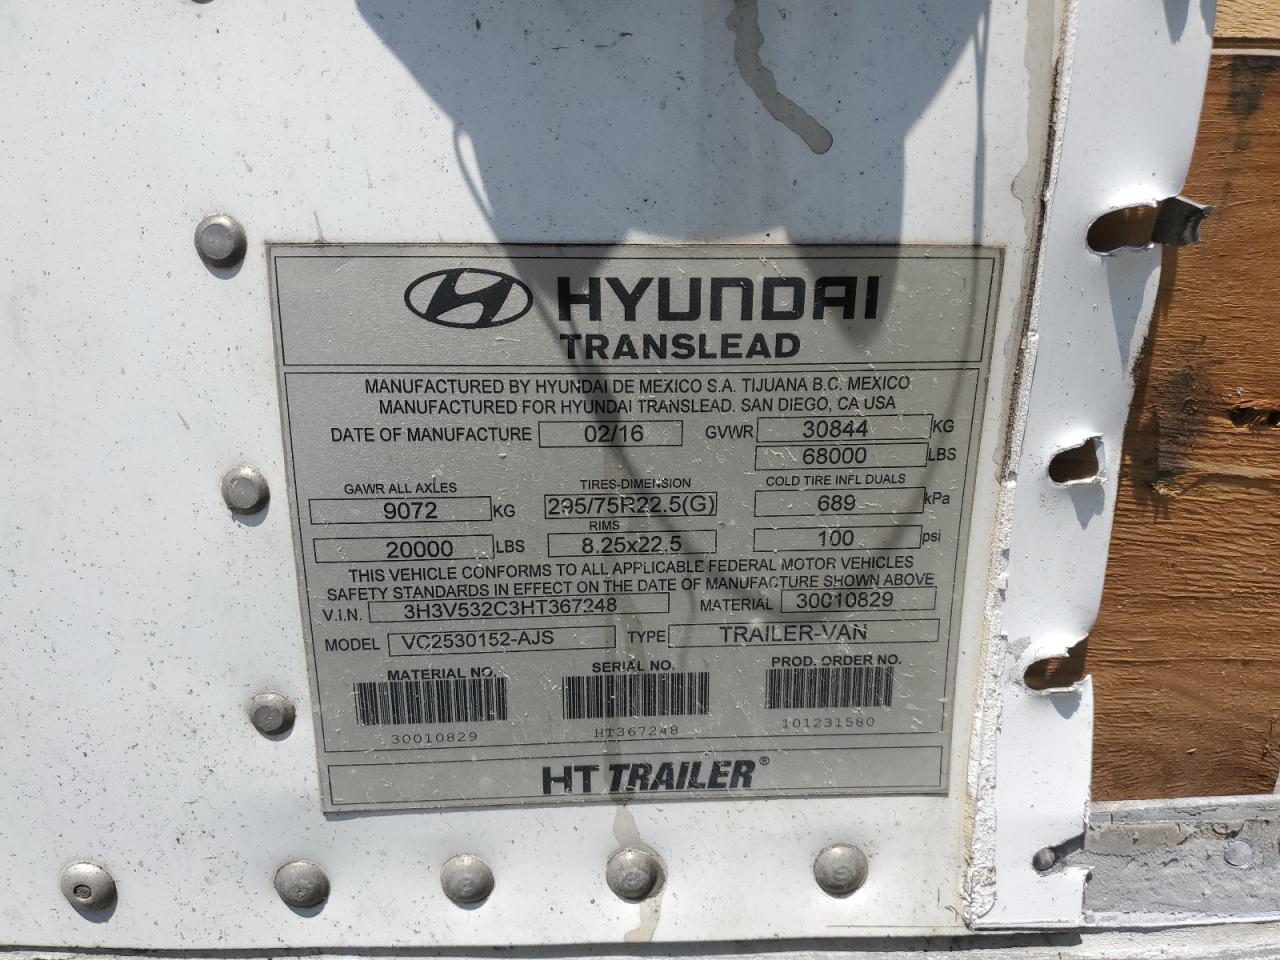 HYUNDAI
TRANSLEAD
MANUFACTURED BY HYUNDAI DE MEXICO S.A. TIJUANA B.C. MEXICO
MANUFACTURED FOR HYUNDAI TRANSLEAD. SAN DIEGO, CA USA
DATE OF MANUFACTURE 02/16 GVWR 30844 KG
68000 LBS
GAWR ALL AXLES TIRES-DIMENSION COLD TIRE INFL DUALS
9072 KG 295/75R22.5(G) 689 kPa
RIMS
20000 LBS 8.25x22.5 100 psi
THIS VEHICLE CONFORMS TO ALL APPLICABLE FEDERAL MOTOR VEHICLES
SAFETY STANDARDS IN EFFECT ON THE DATE OF MANUFACTURE SHOWN ABOVE
V.I.N. 3H3V532C3HT367248 MATERIAL 30010829
MODEL VC2530152-AJS TYPE TRAILER-VAN
MATERIAL NO. SERIAL NO. PROD. ORDER NO.
30010829 HT367248 101231580
HT TRAILER®